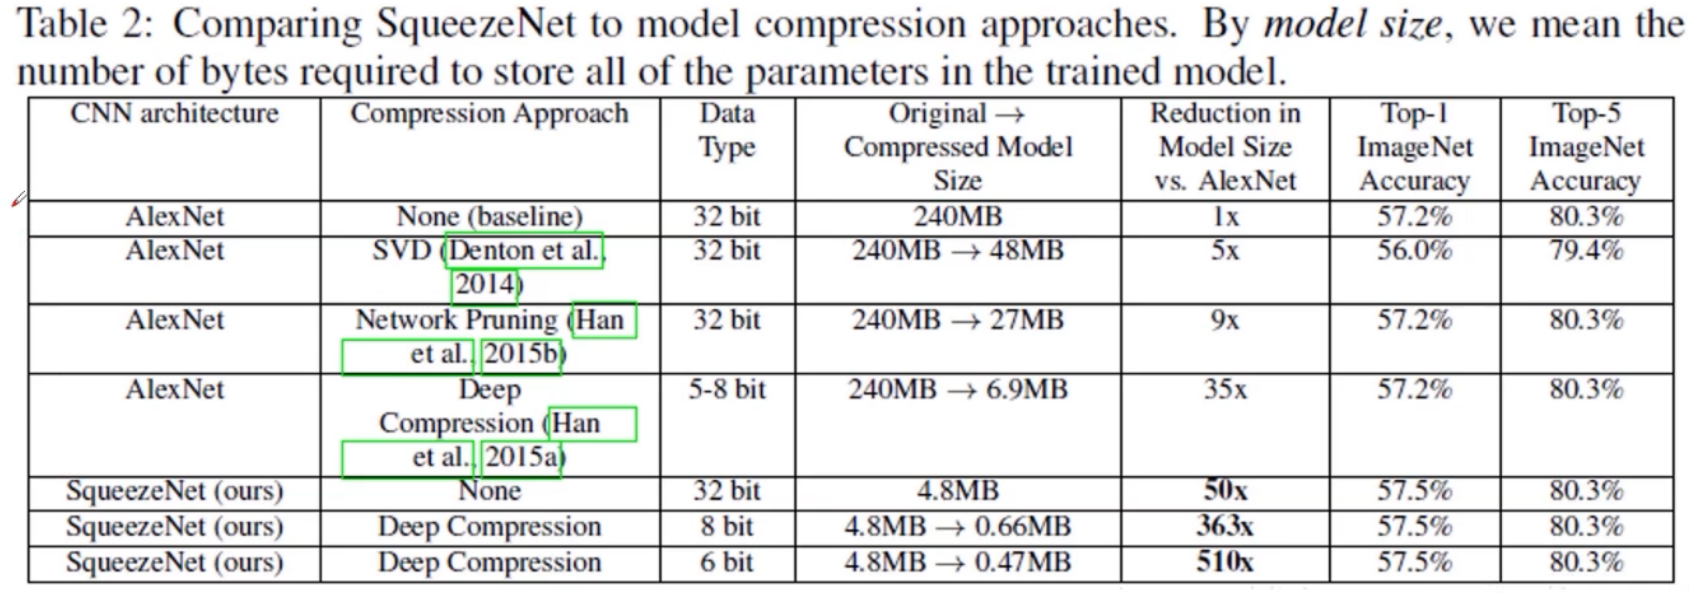 Table 2: Comparing SqueezeNet to model compression approaches. By model size, we mean the
number of bytes required to store all of the parameters in the trained model.
CNN architecture Compression Approach Data Type Original → Compressed Model Size Reduction in Model Size vs. AlexNet Top-1 ImageNet Accuracy Top-5 ImageNet Accuracy
AlexNet None (baseline) 32 bit 240MB 1x 57.2% 80.3%
AlexNet SVD (Denton et al., 2014) 32 bit 240MB → 48MB 5x 56.0% 79.4%
AlexNet Network Pruning (Han et al., 2015b) 32 bit 240MB → 27MB 9x 57.2% 80.3%
AlexNet Deep Compression (Han et al., 2015a) 5-8 bit 240MB → 6.9MB 35x 57.2% 80.3%
SqueezeNet (ours) None 32 bit 4.8MB 50x 57.5% 80.3%
SqueezeNet (ours) Deep Compression 8 bit 4.8MB → 0.66MB 363x 57.5% 80.3%
SqueezeNet (ours) Deep Compression 6 bit 4.8MB → 0.47MB 510x 57.5% 80.3%